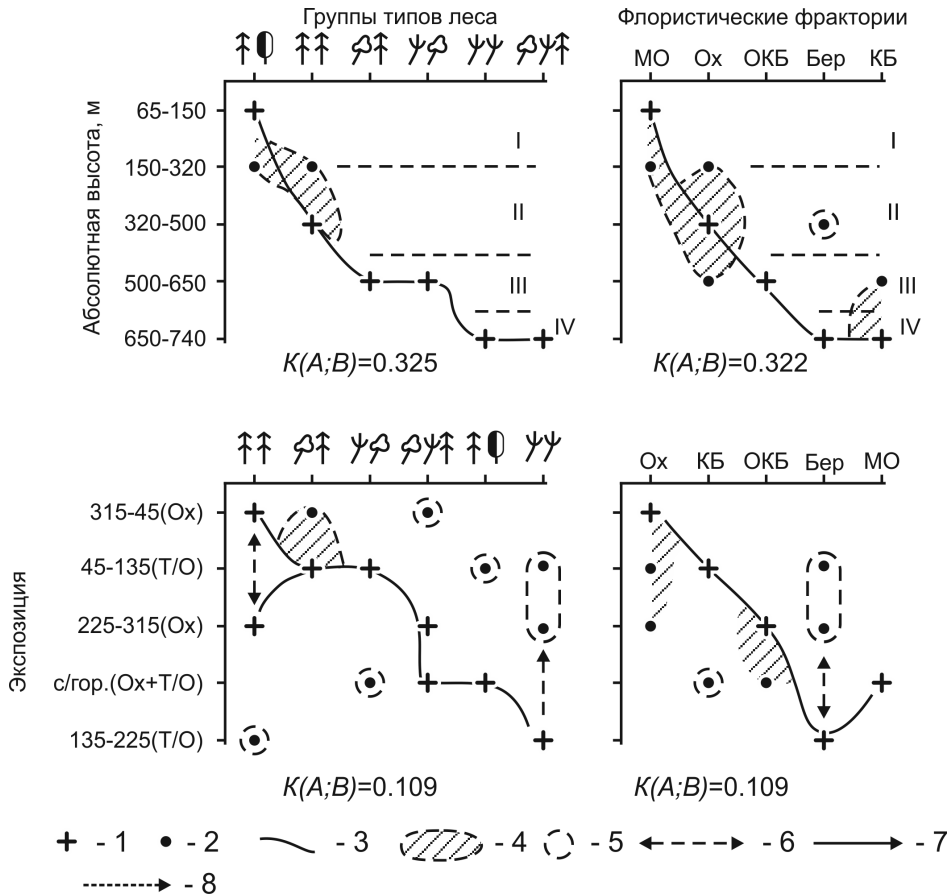 Группы типов леса
Флористические фрактории
МО Ох ОКБ Бер КБ
Абсолютная высота, м
65-150
150-320
320-500
500-650
650-740
I
II
III
IV
I
II
III
IV
К(А;В)=0.325
К(А;В)=0.322
Ох КБ ОКБ Бер МО
Экспозиция
315-45(Ох)
45-135(Т/О)
225-315(Ох)
с/гор.(Ох+Т/О)
135-225(Т/О)
К(А;В)=0.109
К(А;В)=0.109
- 1 - 2 - 3 - 4 - 5 - 6 - 7
- 8